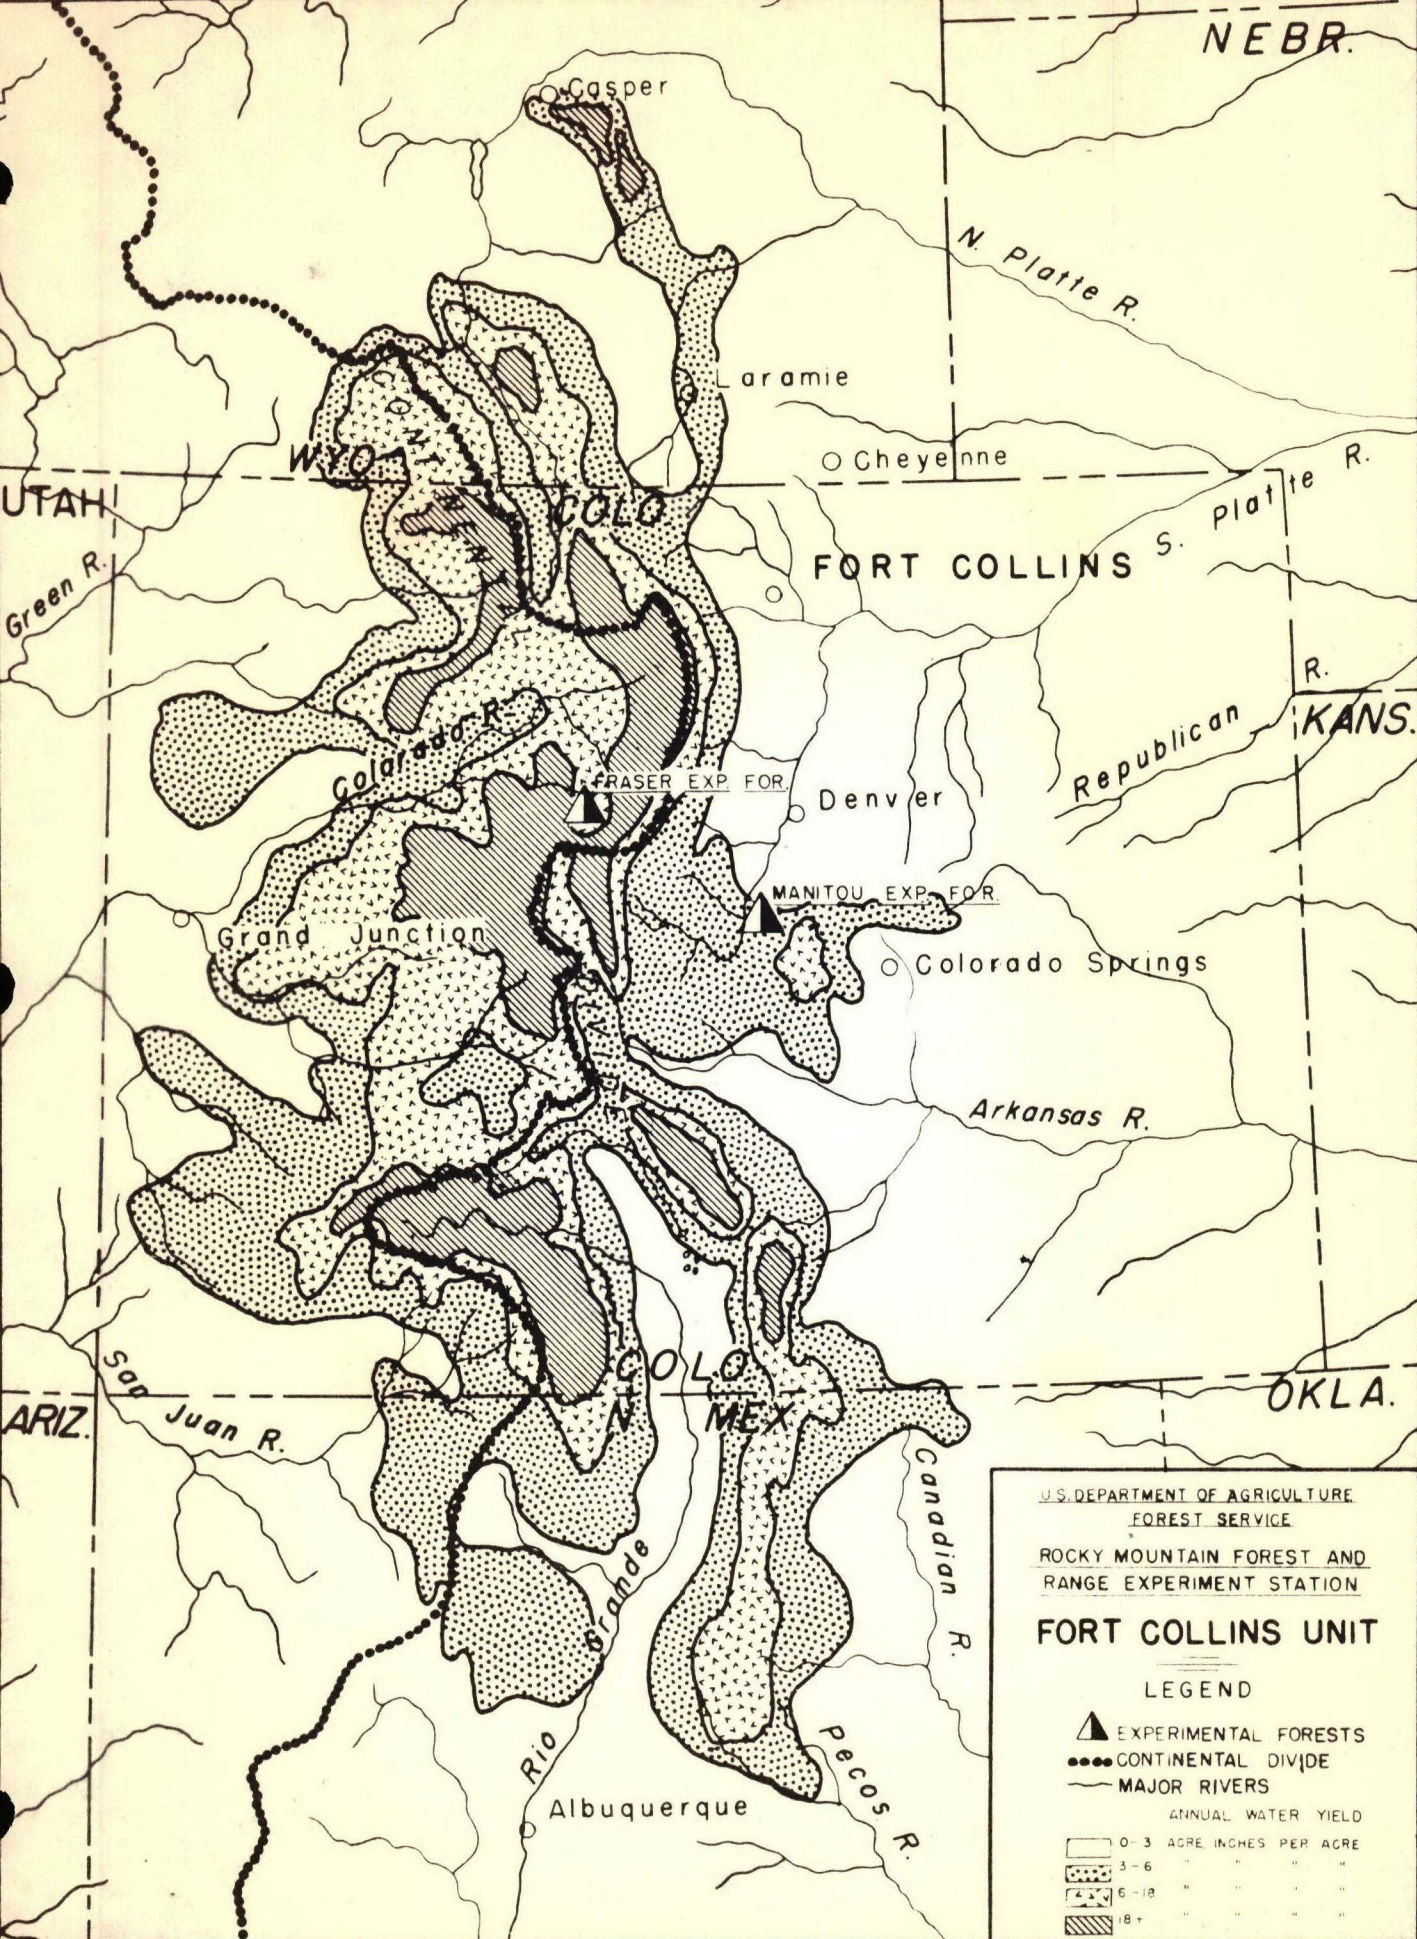 NEBR.
Casper
N. Platte R.
Laramie
CONTINENTAL
WYO.
Cheyenne
UTAH
COLO.
S. Platte R.
FORT COLLINS
Green R.
R.
KANS.
Republican
Colorado R.
FRASER EXP. FOR.
Denver
MANITOU EXP. FOR.
Grand Junction
Colorado Springs
DIVIDE
Arkansas R.
San Juan R.
COLO
N. MEX
OKLA.
ARIZ.
Canadian R.
Rio Grande
Pecos R.
Albuquerque
U.S. DEPARTMENT OF AGRICULTURE
FOREST SERVICE
ROCKY MOUNTAIN FOREST AND
RANGE EXPERIMENT STATION
FORT COLLINS UNIT
LEGEND
EXPERIMENTAL FORESTS
CONTINENTAL DIVIDE
MAJOR RIVERS
ANNUAL WATER YIELD
0-3 ACRE INCHES PER ACRE
3-6 " " " "
6-18 " " " "
18+ " " " "